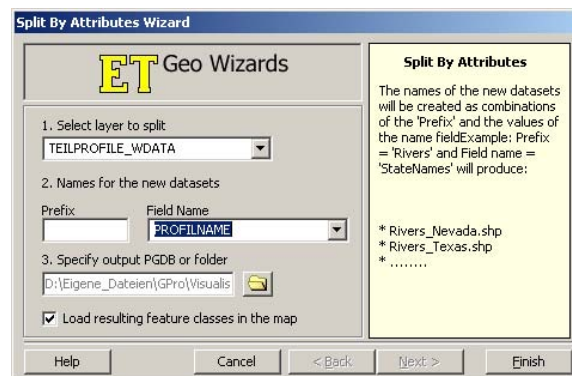 Split By Attributes Wizard
ET Geo Wizards
1. Select layer to split
TEILPROFILE_WDATA
2. Names for the new datasets
Prefix
Field Name
PROFILNAME
3. Specify output PGDB or folder
D:\Eigene_Dateien\GPro\Visualis
Load resulting feature classes in the map
Split By Attributes
The names of the new datasets
will be created as combinations
of the 'Prefix' and the values of
the name fieldExample: Prefix
= 'Rivers' and Field name =
'StateNames' will produce:
* Rivers_Nevada.shp
* Rivers_Texas.shp
* ........
Help
Cancel
< Back
Next >
Finish